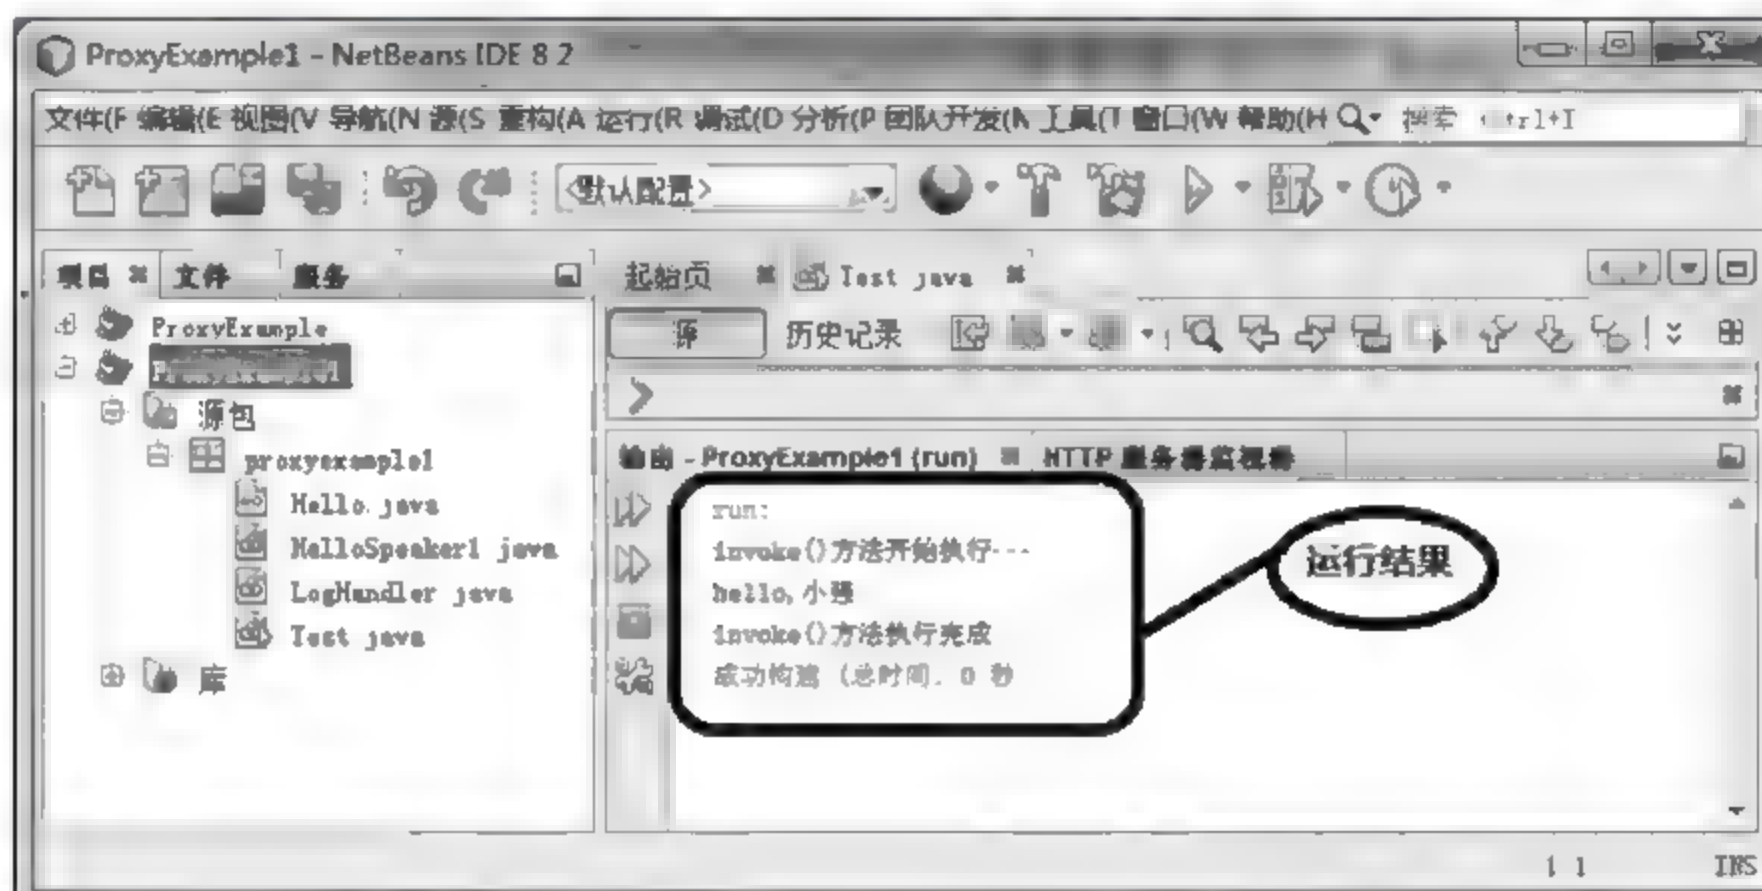 ProxyExample1 - NetBeans IDE 8 2
文件(F 编辑(E 视图(V 导航(N 源(S 重构(A 运行(R 调试(D 分析(P 团队开发(M 工具(T 窗口(W 帮助(H 搜索 Ctrl+I
<默认配置>
项目 文件 服务
起始页 Test java
ProxyExample
源 历史记录
ProxyExample1
源包
proxyexample1
Hello.java
HelloSpeaker1 java
LogHandler java
Test java
库
输出 - ProxyExample1 (run) HTTP 服务器监视器
run:
invoke()方法开始执行---
hello,小强
invoke()方法执行完成
成功构建 (总时间. 0 秒
运行结果
1 1 INS